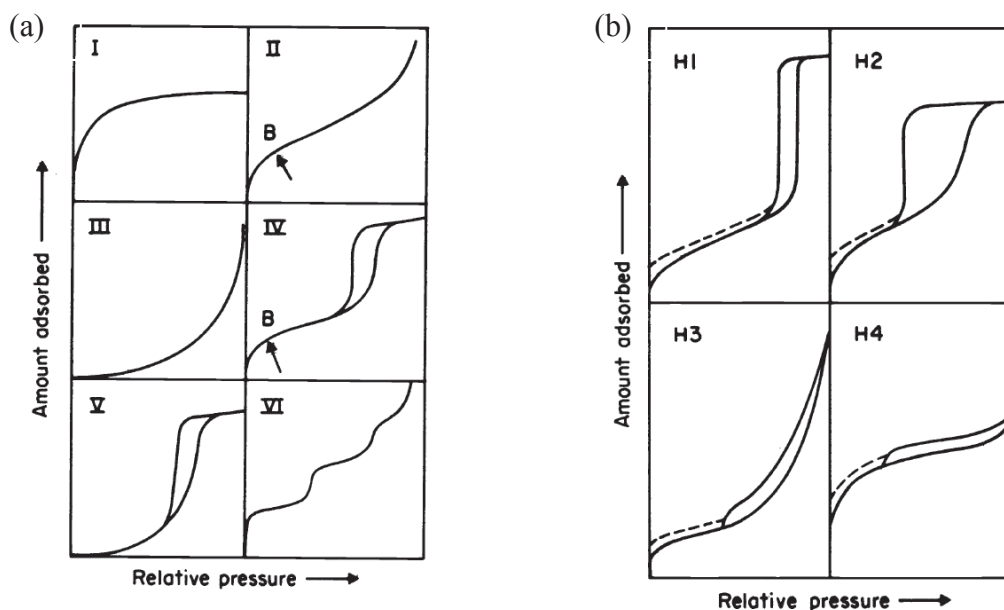 (a)
I
II
B
III
IV
B
V
VI
Amount adsorbed
Relative pressure
(b)
H1
H2
H3
H4
Amount adsorbed
Relative pressure